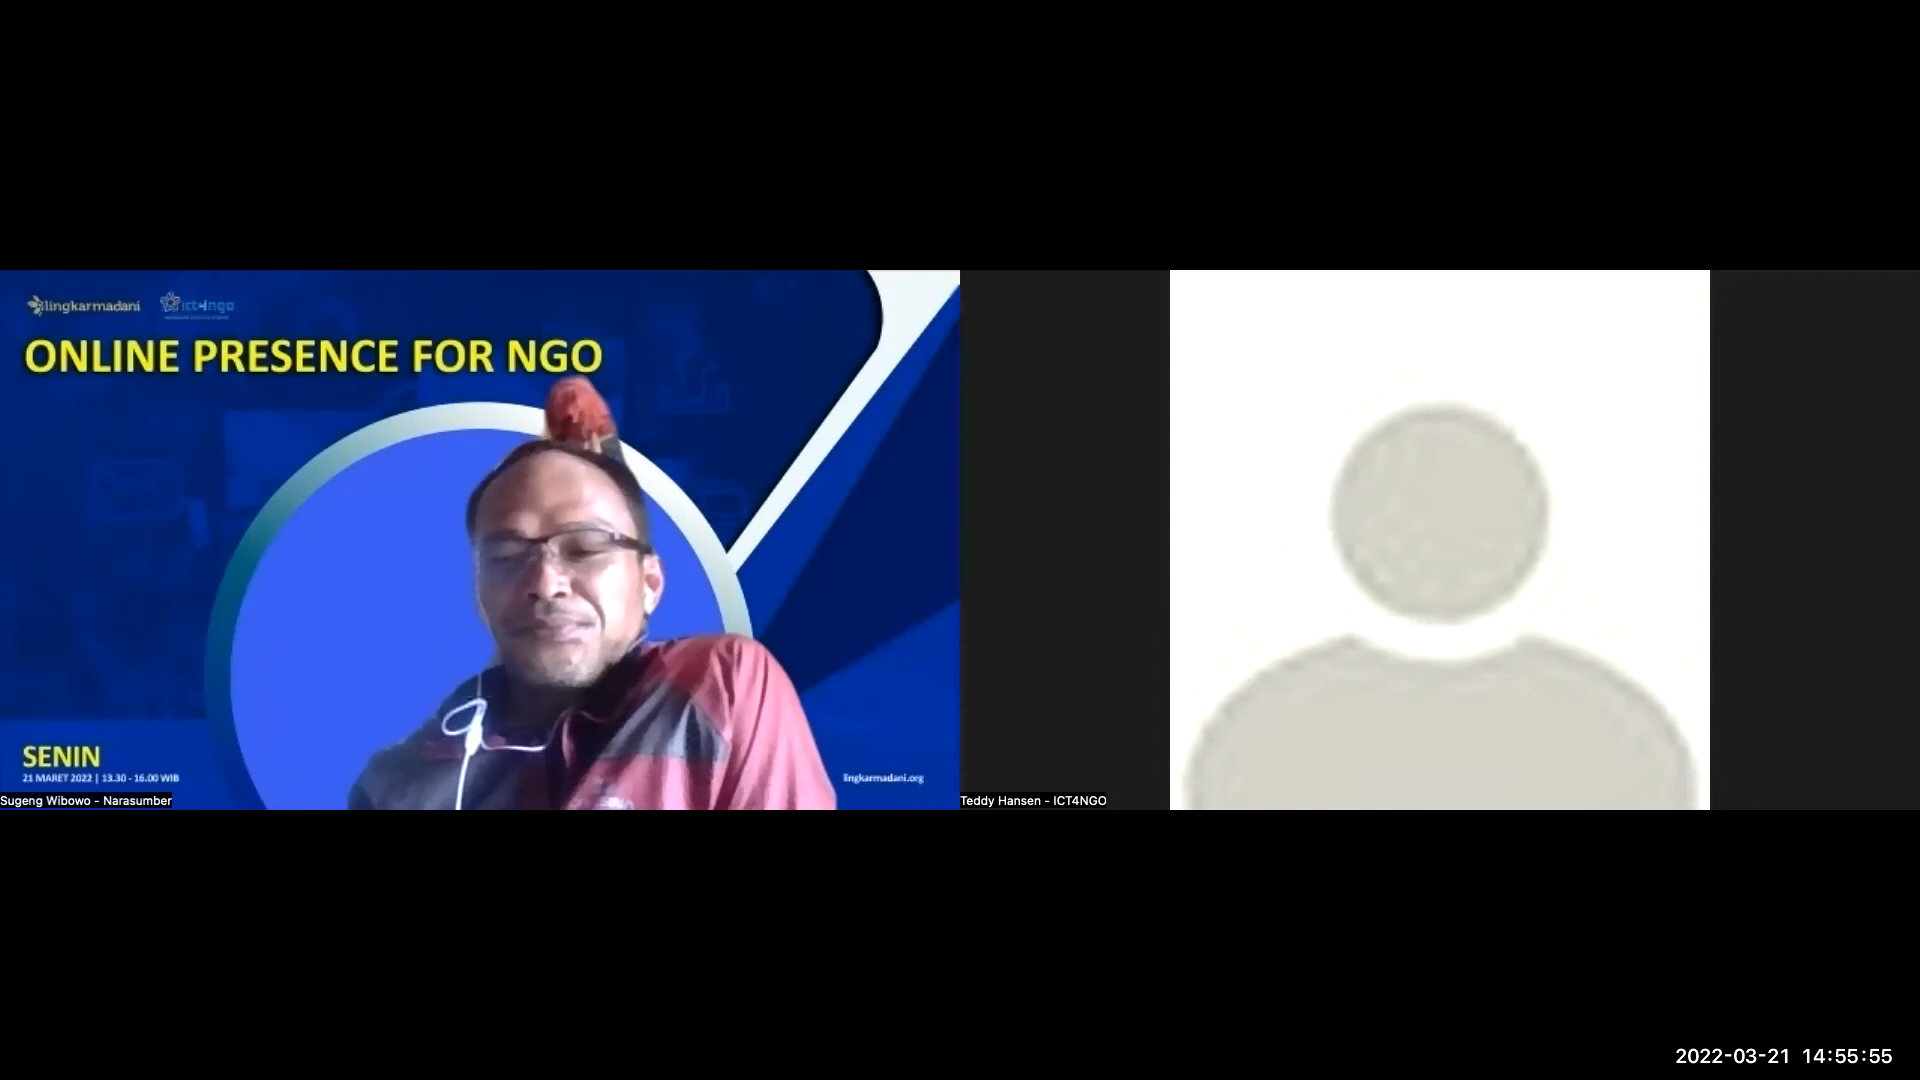 lingkarmadani
ict4ngo
ONLINE PRESENCE FOR NGO
SENIN
21 MARET 2022 | 13.30 - 16.00 WIB
lingkarmadani.org
Sugeng Wibowo - Narasumber
Teddy Hansen - ICT4NGO
2022-03-21 14:55:55